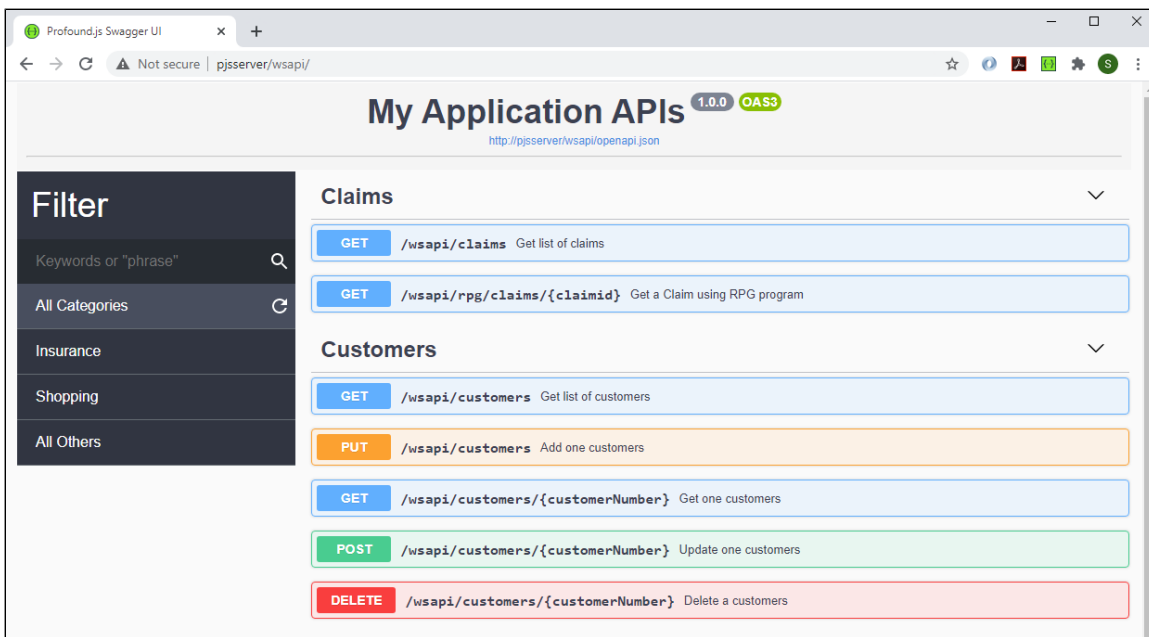 Profound.js Swagger UI
Not secure | pjsserver/wsapi/
S
My Application APIs 1.0.0 OAS3
http://pjsserver/wsapi/openapi.json
Filter
Keywords or "phrase"
All Categories
Insurance
Shopping
All Others
Claims
GET /wsapi/claims Get list of claims
GET /wsapi/rpg/claims/{claimid} Get a Claim using RPG program
Customers
GET /wsapi/customers Get list of customers
PUT /wsapi/customers Add one customers
GET /wsapi/customers/{customerNumber} Get one customers
POST /wsapi/customers/{customerNumber} Update one customers
DELETE /wsapi/customers/{customerNumber} Delete a customers